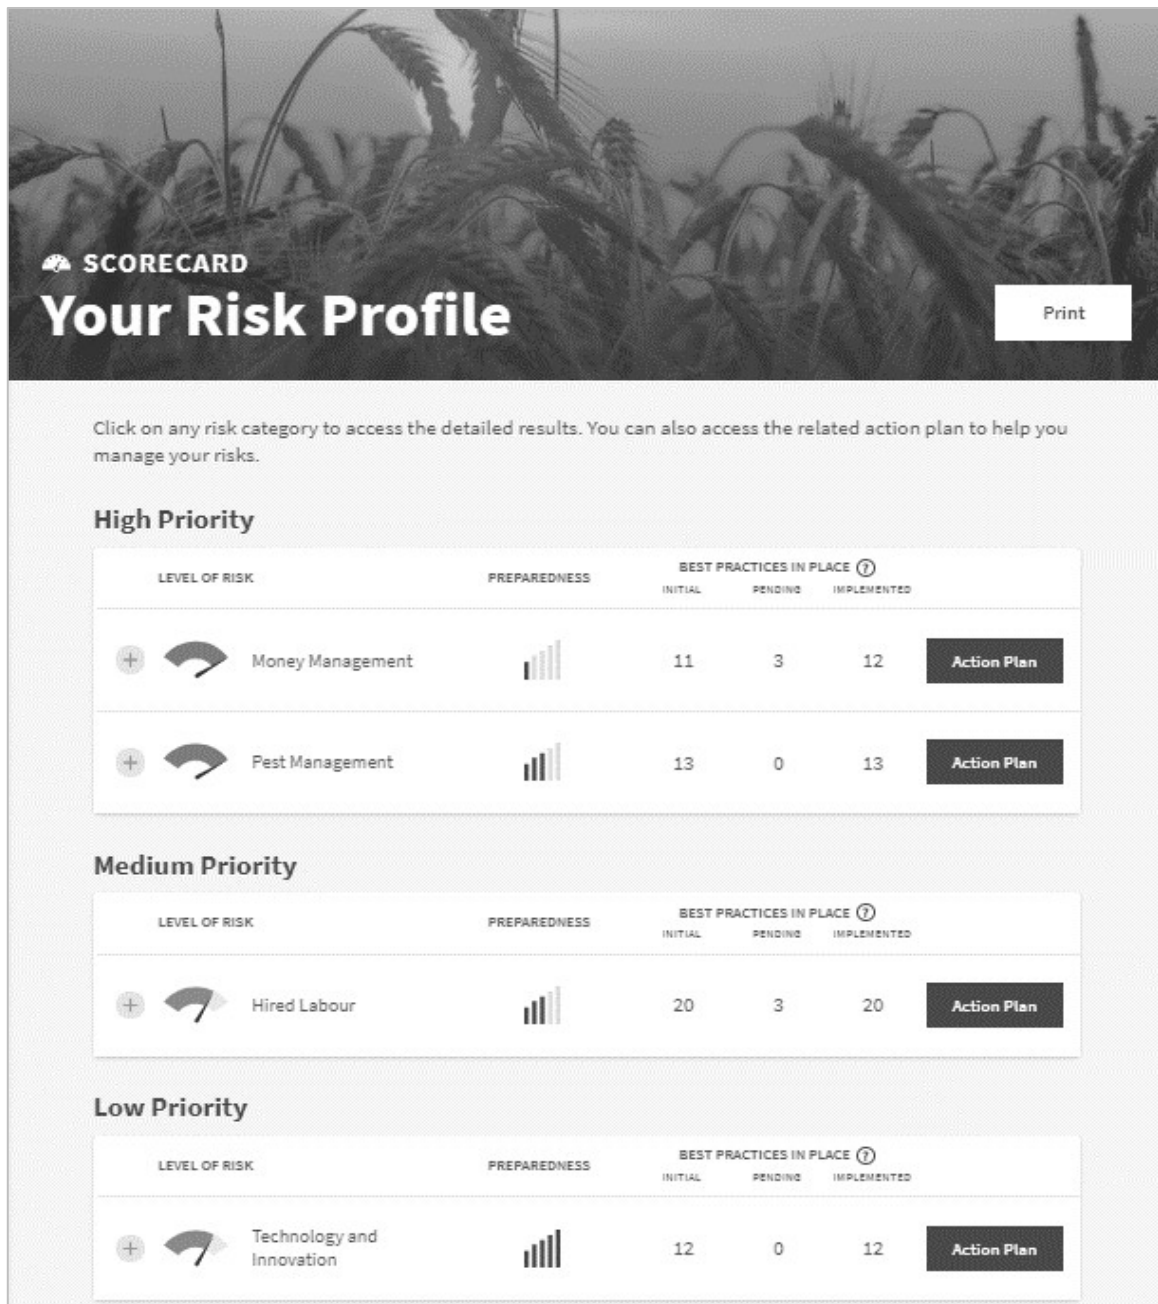 SCORECARD
Your Risk Profile
Print
Click on any risk category to access the detailed results. You can also access the related action plan to help you
manage your risks.
High Priority
LEVEL OF RISK PREPAREDNESS BEST PRACTICES IN PLACE ?
INITIAL PENDING IMPLEMENTED
+ Money Management 11 3 12 Action Plan
+ Pest Management 13 0 13 Action Plan
Medium Priority
LEVEL OF RISK PREPAREDNESS BEST PRACTICES IN PLACE ?
INITIAL PENDING IMPLEMENTED
+ Hired Labour 20 3 20 Action Plan
Low Priority
LEVEL OF RISK PREPAREDNESS BEST PRACTICES IN PLACE ?
INITIAL PENDING IMPLEMENTED
+ Technology and
Innovation 12 0 12 Action Plan